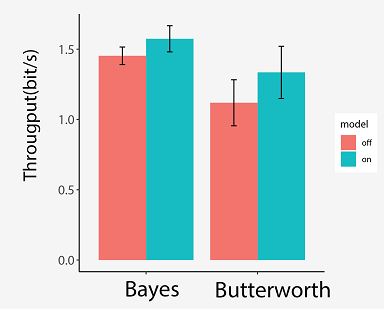 Througput(bit/s)
1.5
1.0
0.5
0.0
Bayes
Butterworth
model
off
on